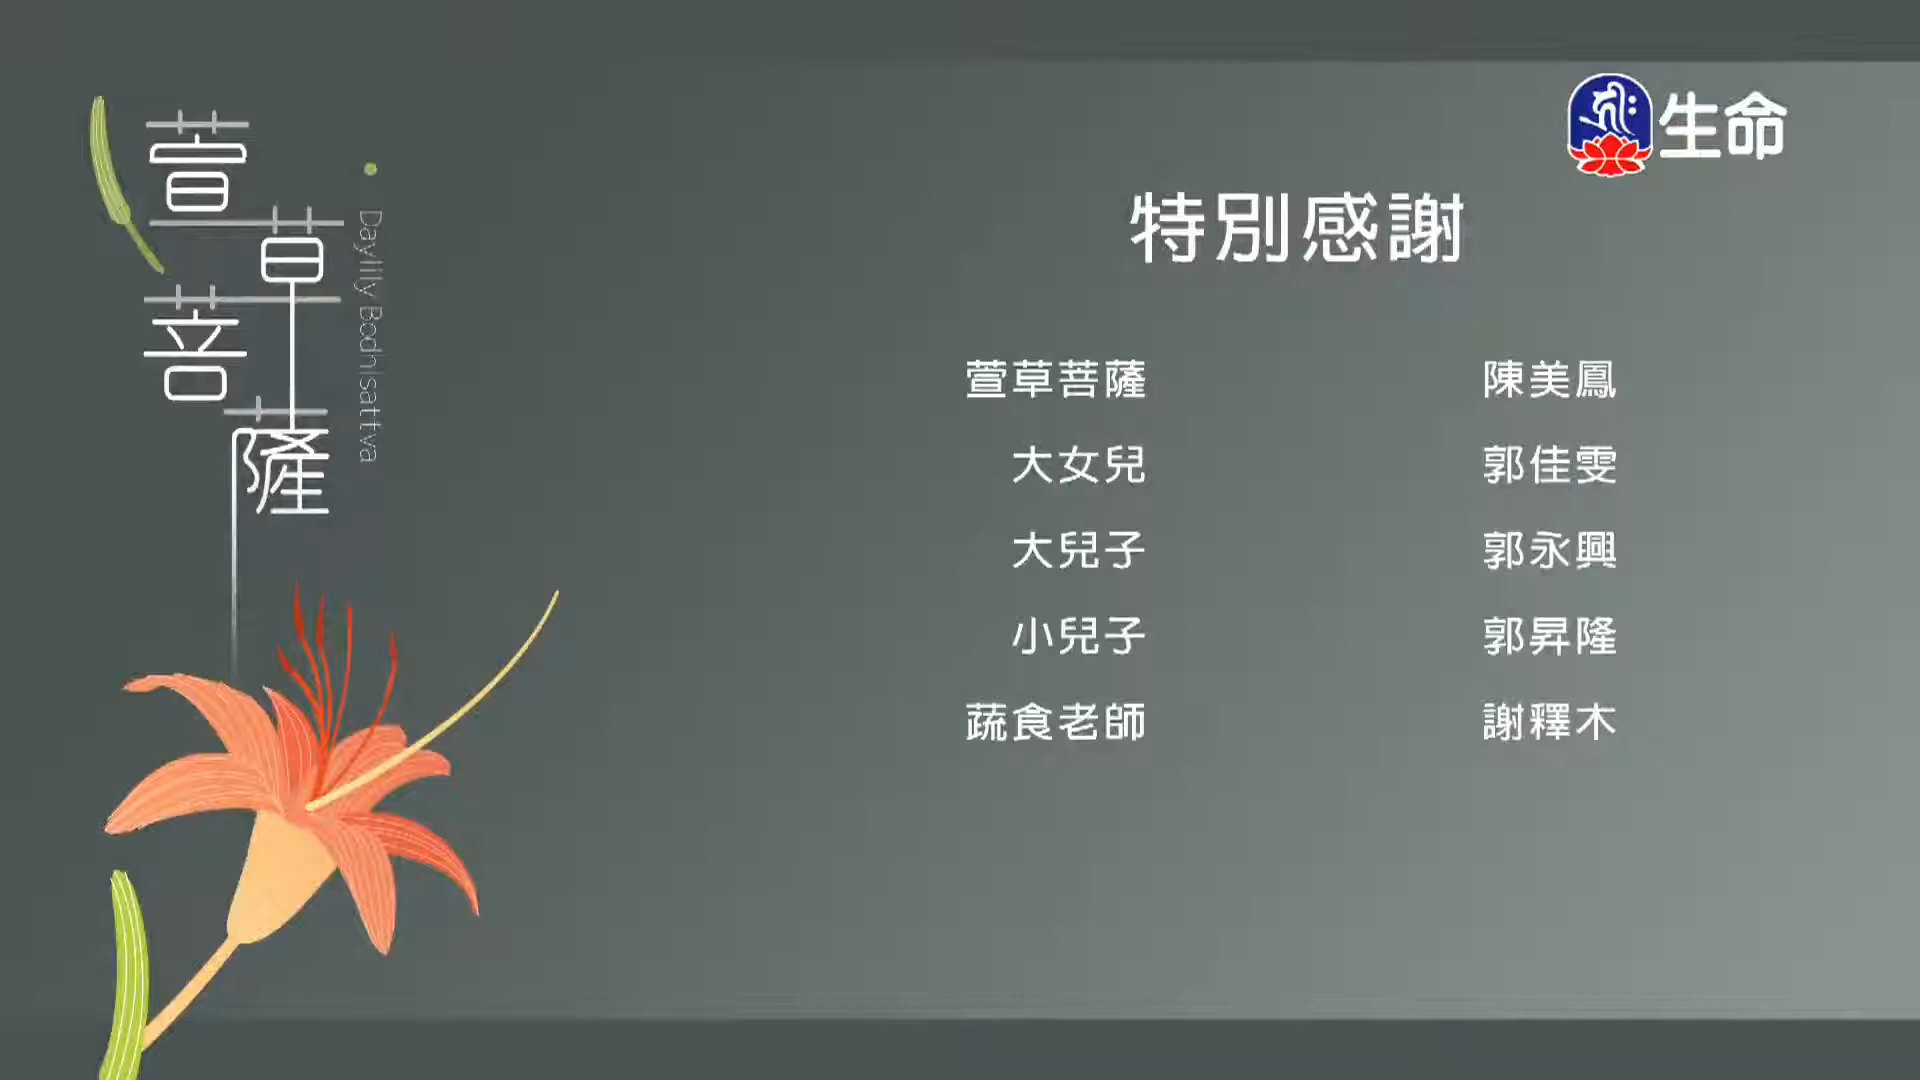 萱草菩薩
Daylily Bodhisattva
生命
特別感謝
萱草菩薩 陳美鳳
大女兒 郭佳雯
大兒子 郭永興
小兒子 郭昇隆
蔬食老師 謝釋木